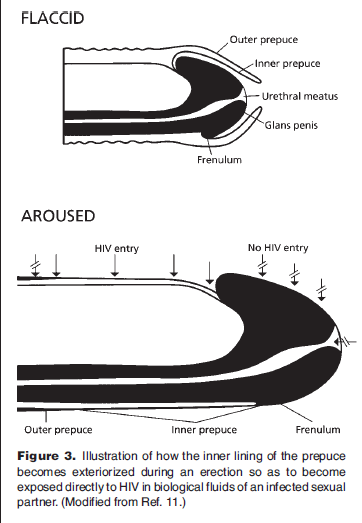 FLACCID
Outer prepuce
Inner prepuce
Urethral meatus
Glans penis
Frenulum
AROUSED
HIV entry
No HIV entry
Outer prepuce
Inner prepuce
Frenulum
Figure 3. Illustration of how the inner lining of the prepuce
becomes exteriorized during an erection so as to become
exposed directly to HIV in biological fluids of an infected sexual
partner. (Modified from Ref. 11.)